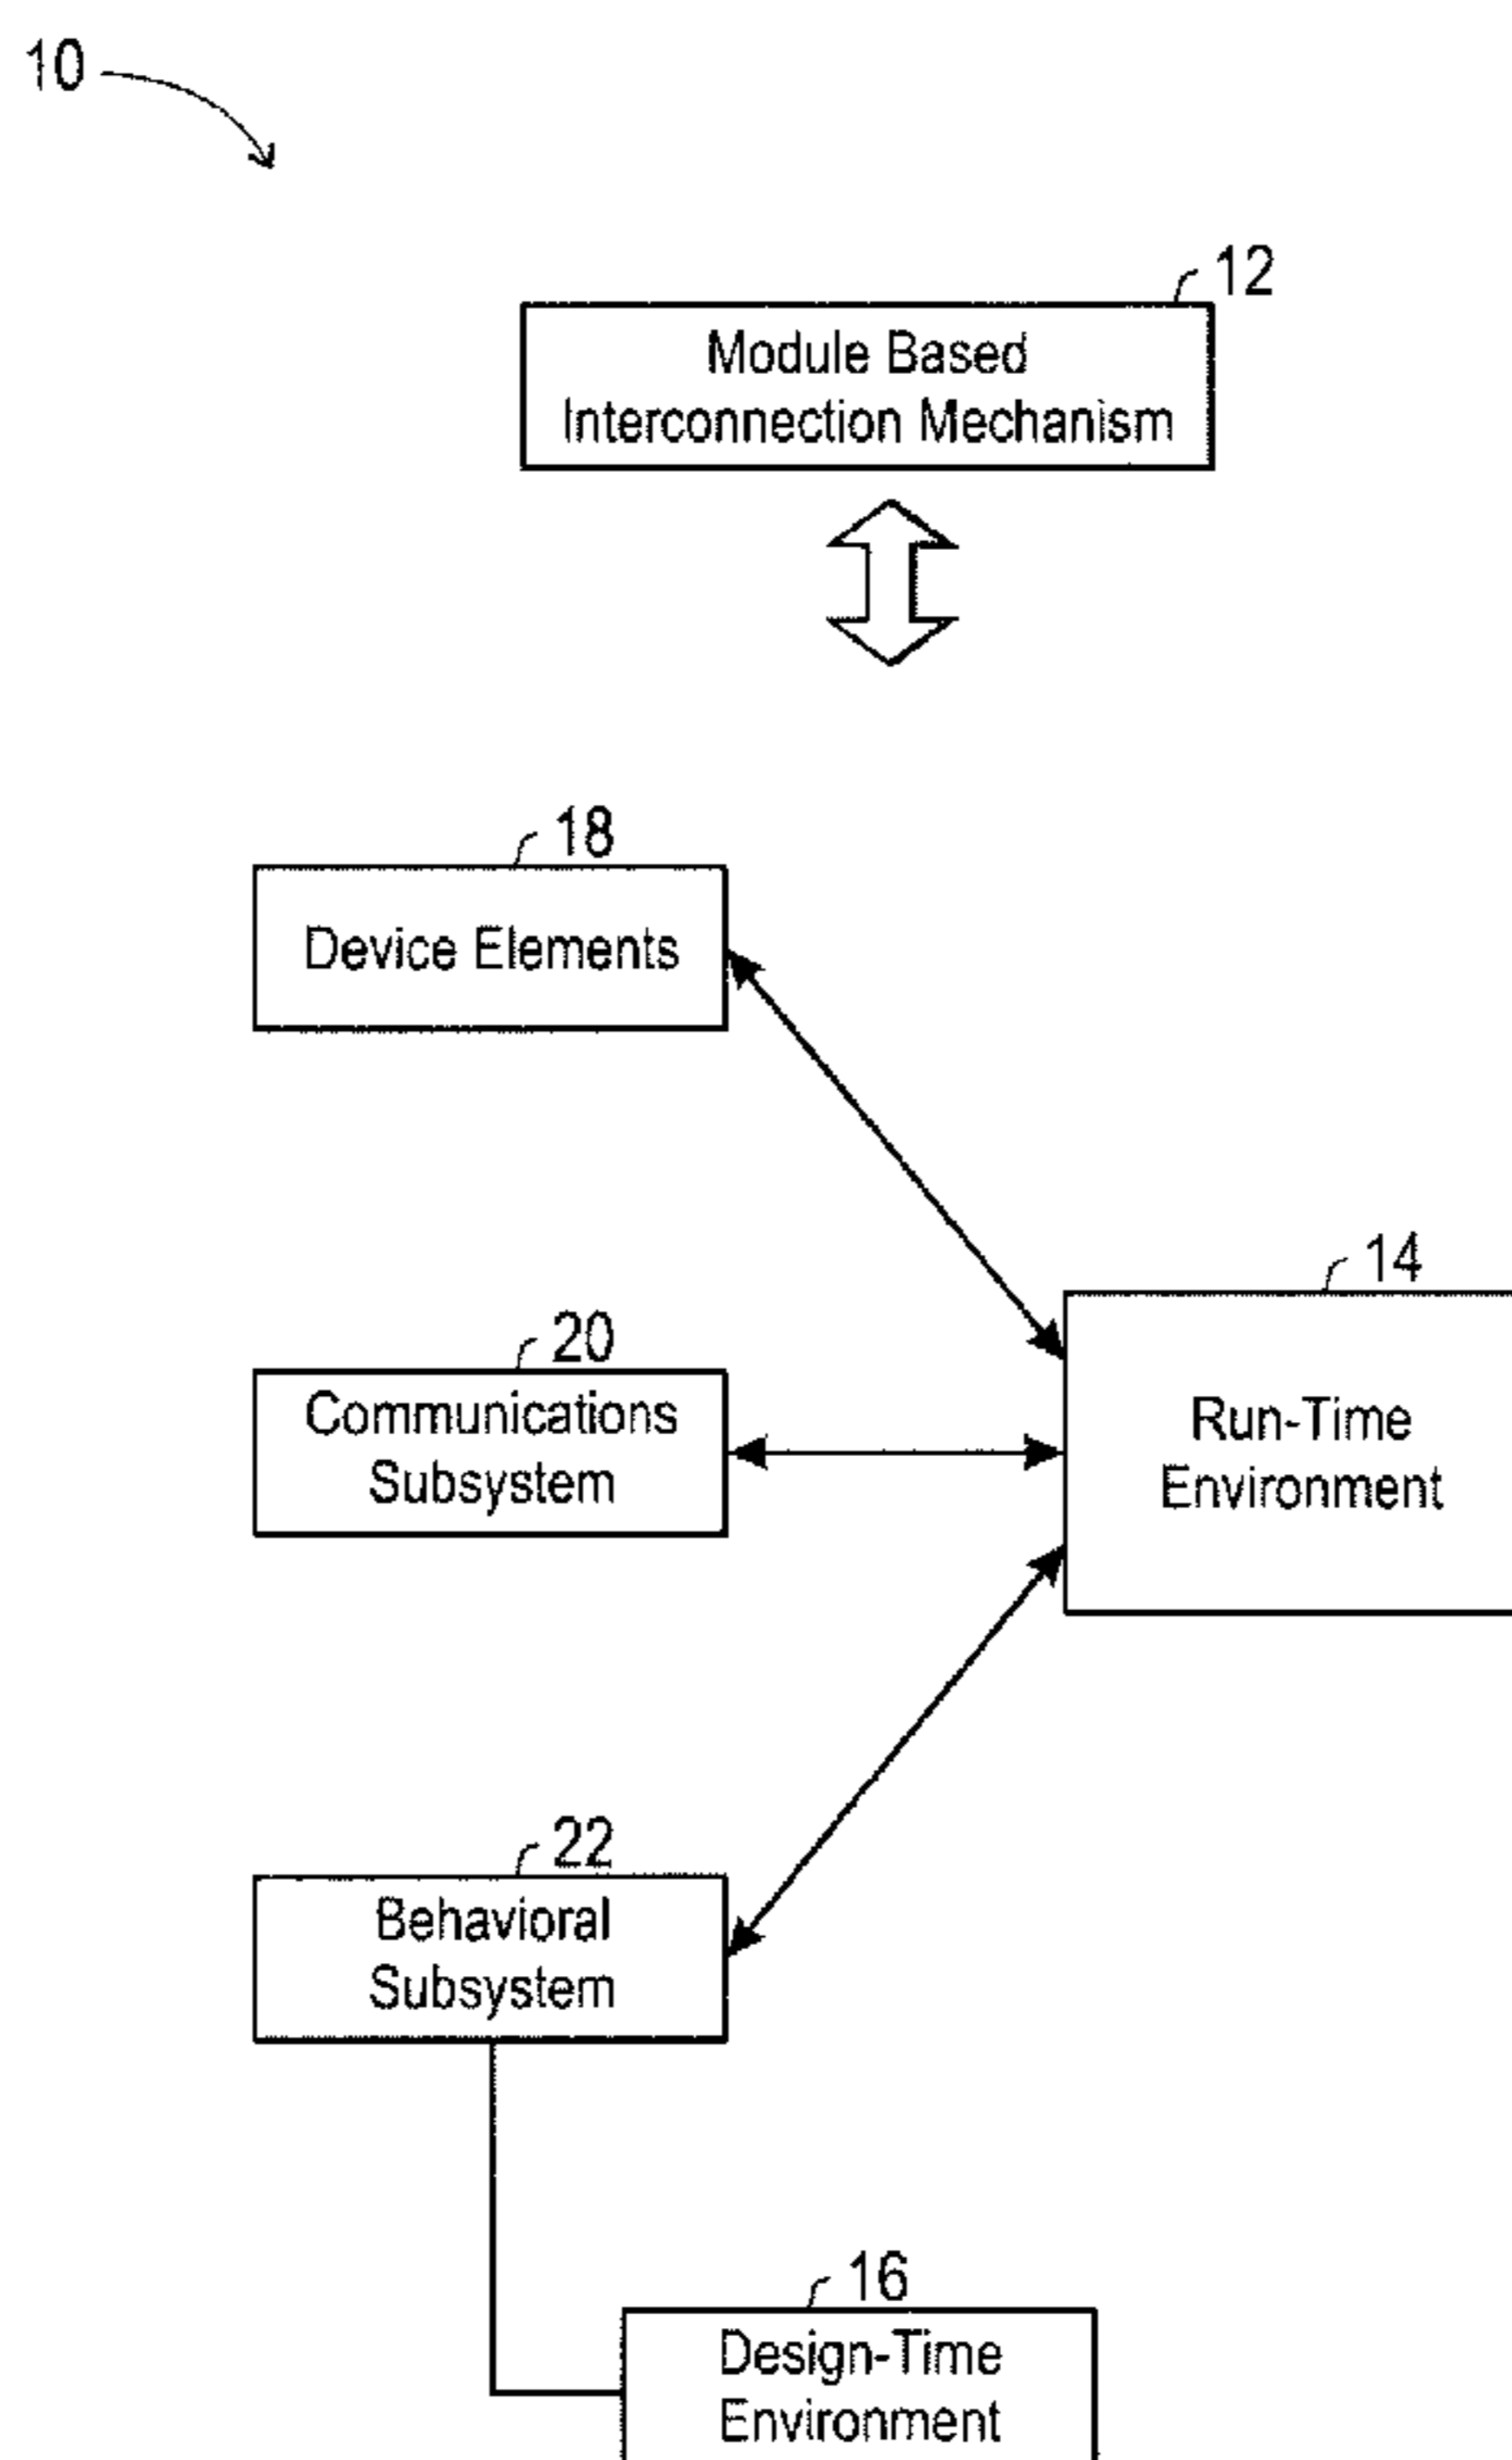 10
12
Module Based
Interconnection Mechanism
18
Device Elements
14
Run-Time
Environment
20
Communications
Subsystem
22
Behavioral
Subsystem
16
Design-Time
Environment